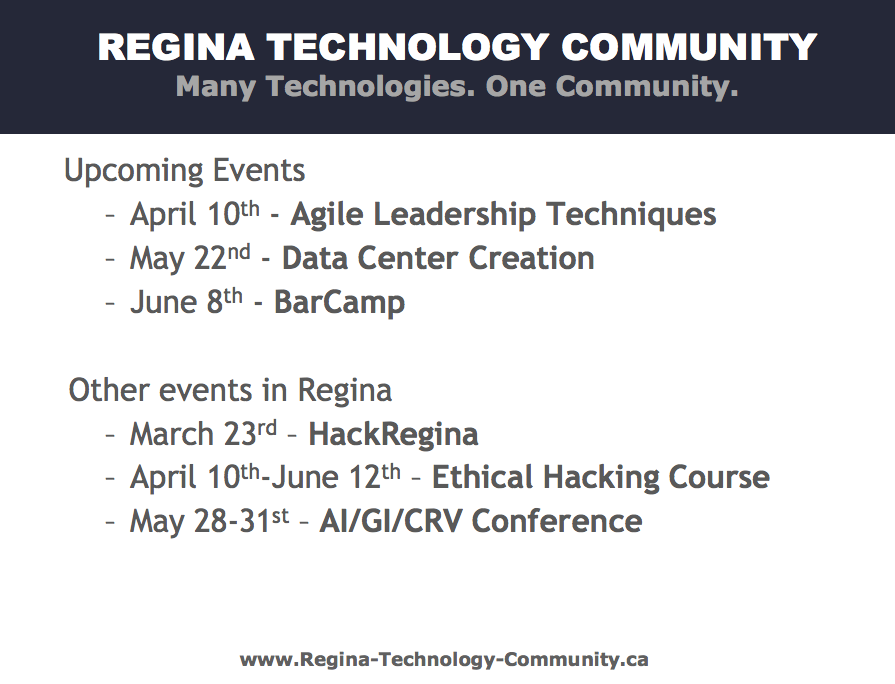 REGINA TECHNOLOGY COMMUNITY
Many Technologies. One Community.
Upcoming Events
– April 10th - Agile Leadership Techniques
– May 22nd - Data Center Creation
– June 8th - BarCamp
Other events in Regina
– March 23rd – HackRegina
– April 10th-June 12th – Ethical Hacking Course
– May 28-31st – AI/GI/CRV Conference
www.Regina-Technology-Community.ca